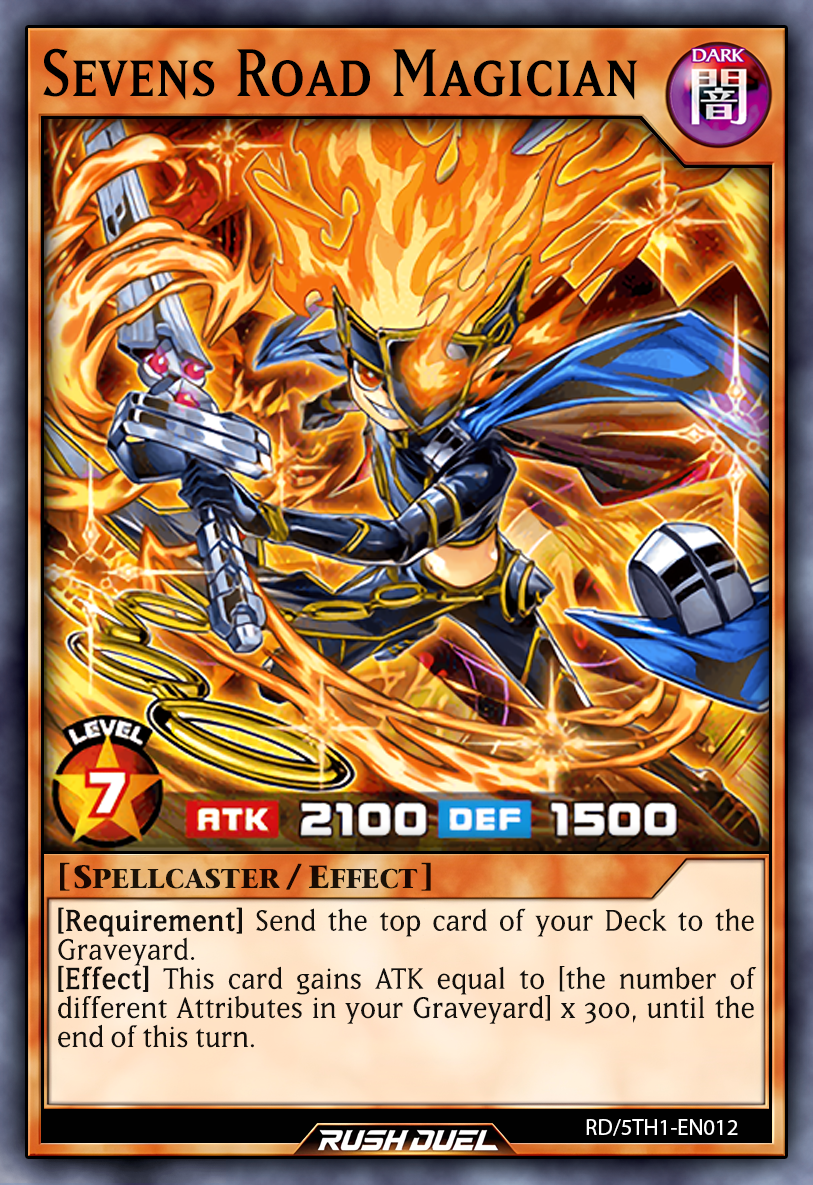 Sevens Road Magician
DARK
闇
LEVEL
7
ATK 2100 DEF 1500
[Spellcaster / Effect]
[Requirement] Send the top card of your Deck to the
Graveyard.
[Effect] This card gains ATK equal to [the number of
different Attributes in your Graveyard] x 300, until the
end of this turn.
RD/5TH1-EN012
RUSH DUEL